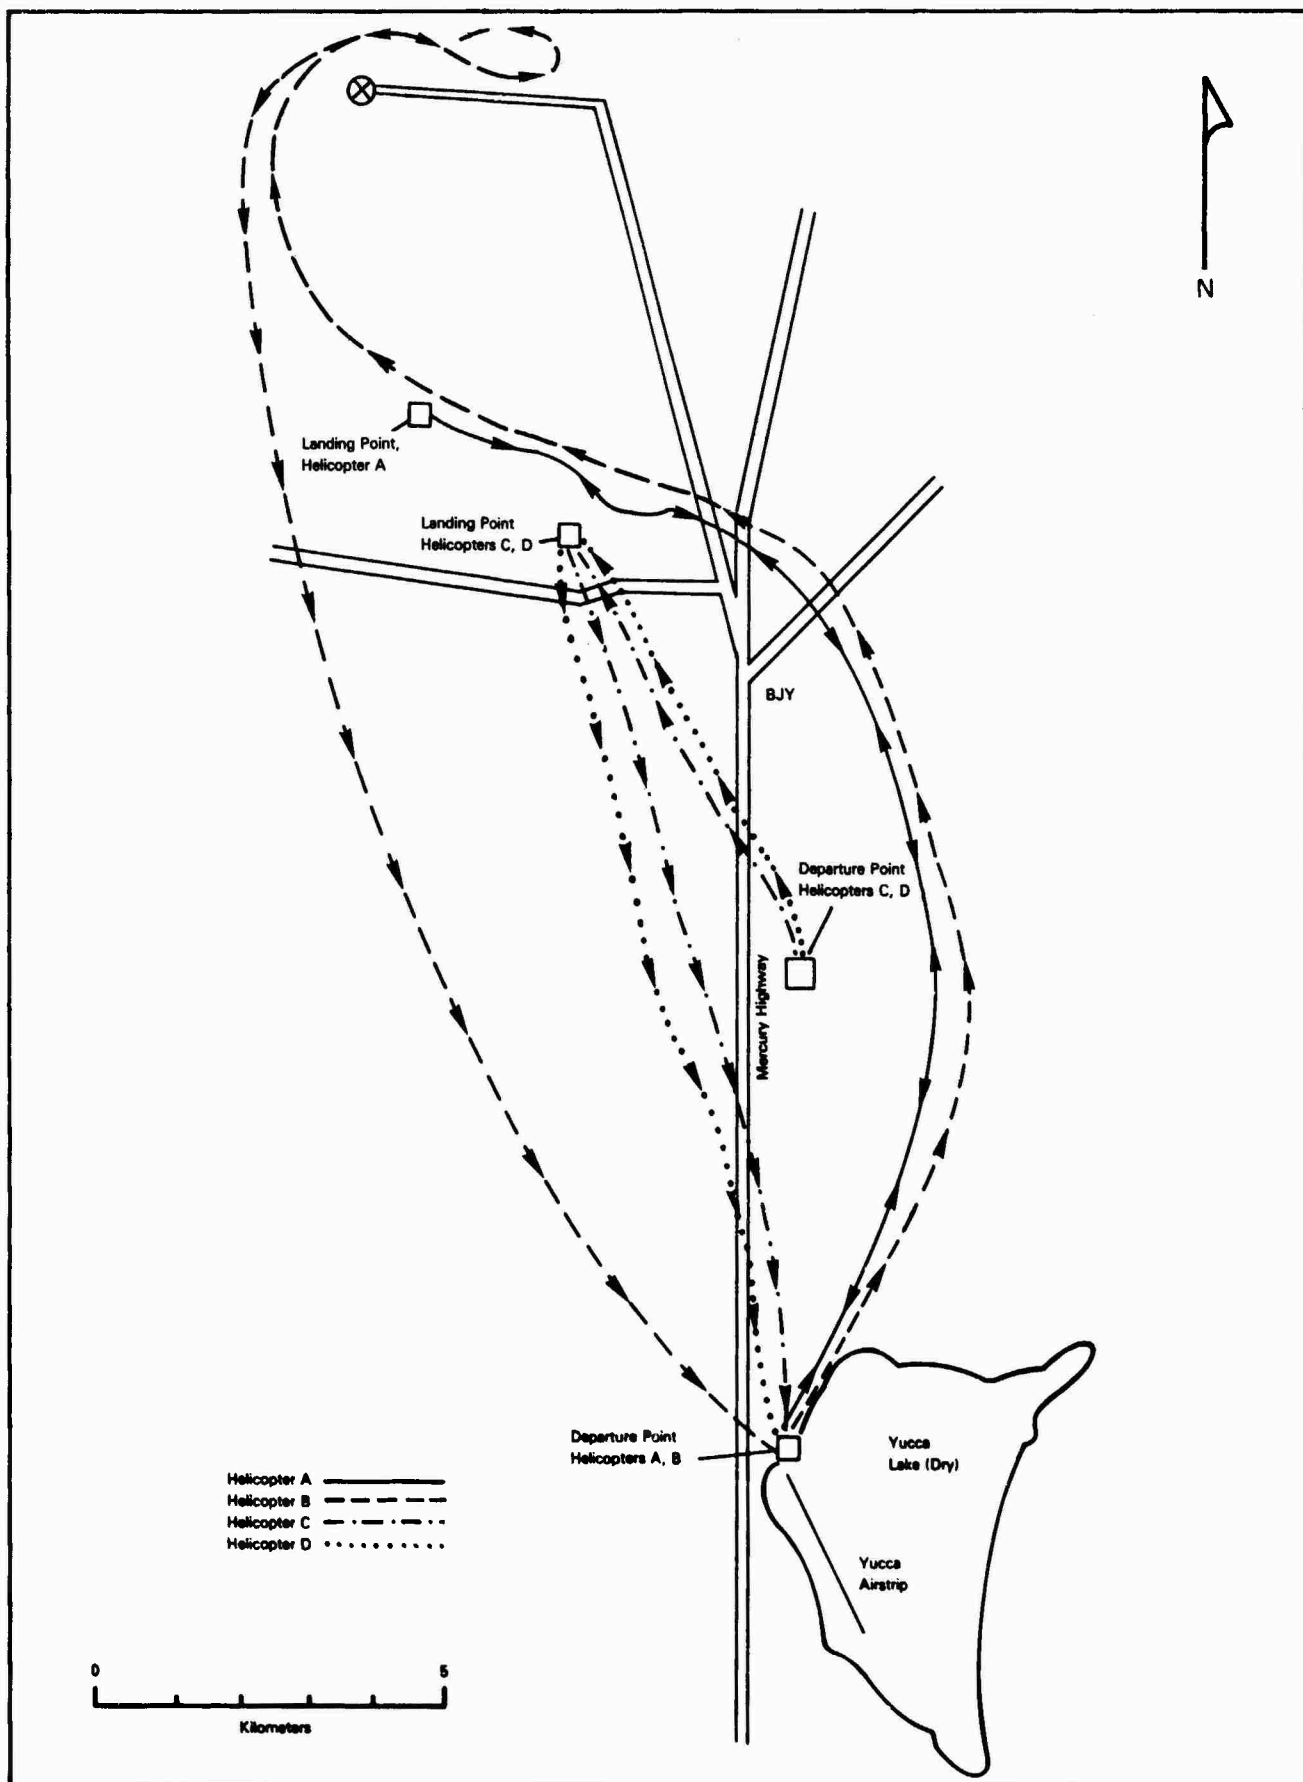 N
Landing Point,
Helicopter A
Landing Point
Helicopters C, D
BJY
Departure Point
Helicopters C, D
Mercury Highway
Departure Point
Helicopters A, B
Yucca
Lake (Dry)
Yucca
Airstrip
Helicopter A
Helicopter B
Helicopter C
Helicopter D
0 5
Kilometers